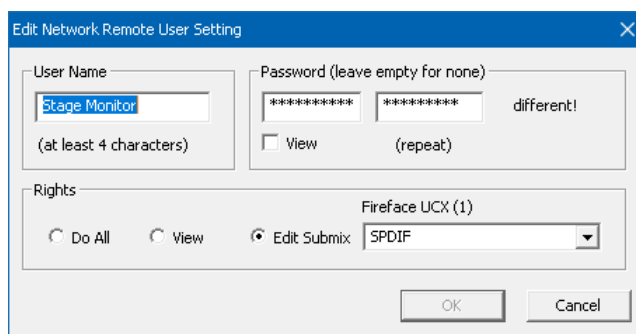 Edit Network Remote User Setting
User Name
Stage Monitor
(at least 4 characters)
Password (leave empty for none)
********** ********* different!
View (repeat)
Rights
Fireface UCX (1)
Do All View Edit Submix SPDIF
OK Cancel